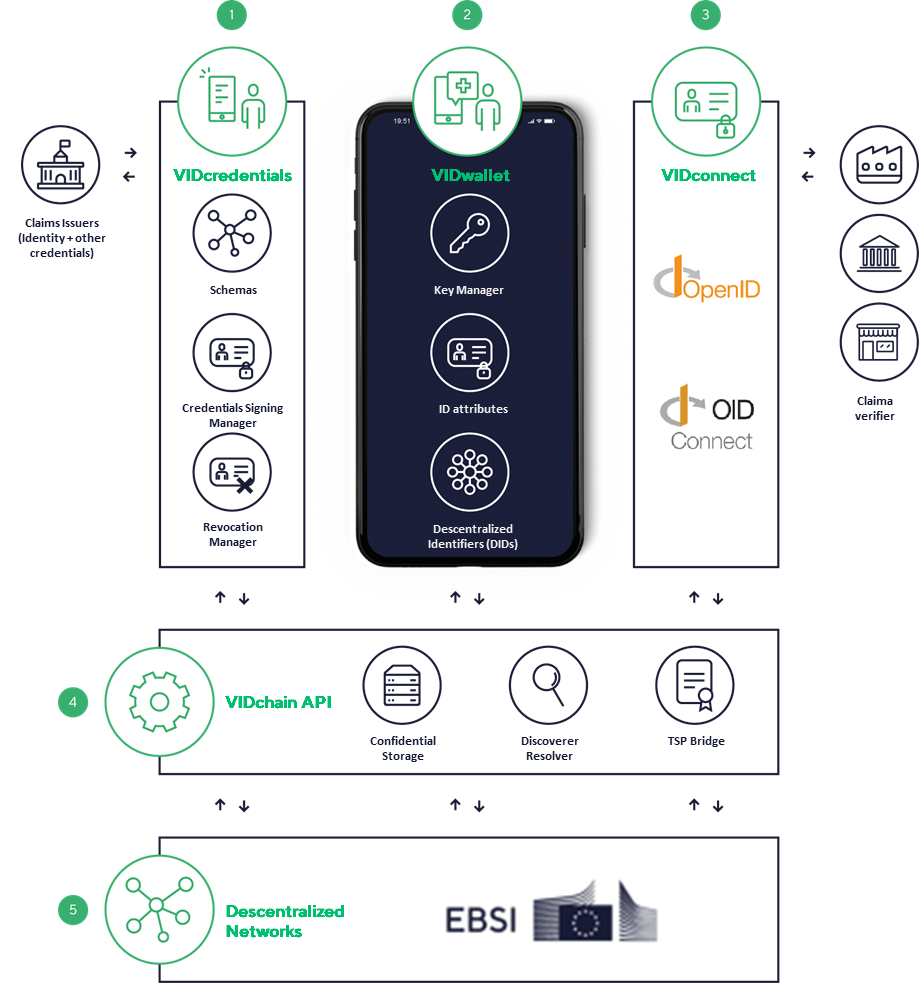 1
2
3
19:51
VIDcredentials
VIDwallet
VIDconnect
Claims Issuers
(Identity + other
credentials)
Schemas
Key Manager
OpenID
Credentials Signing
Manager
ID attributes
OID
Connect
Claima
verifier
Revocation
Manager
Descentralized
Identifiers (DIDs)
4
VIDchain API
Confidential
Storage
Discoverer
Resolver
TSP Bridge
5
Descentralized
Networks
EBSI